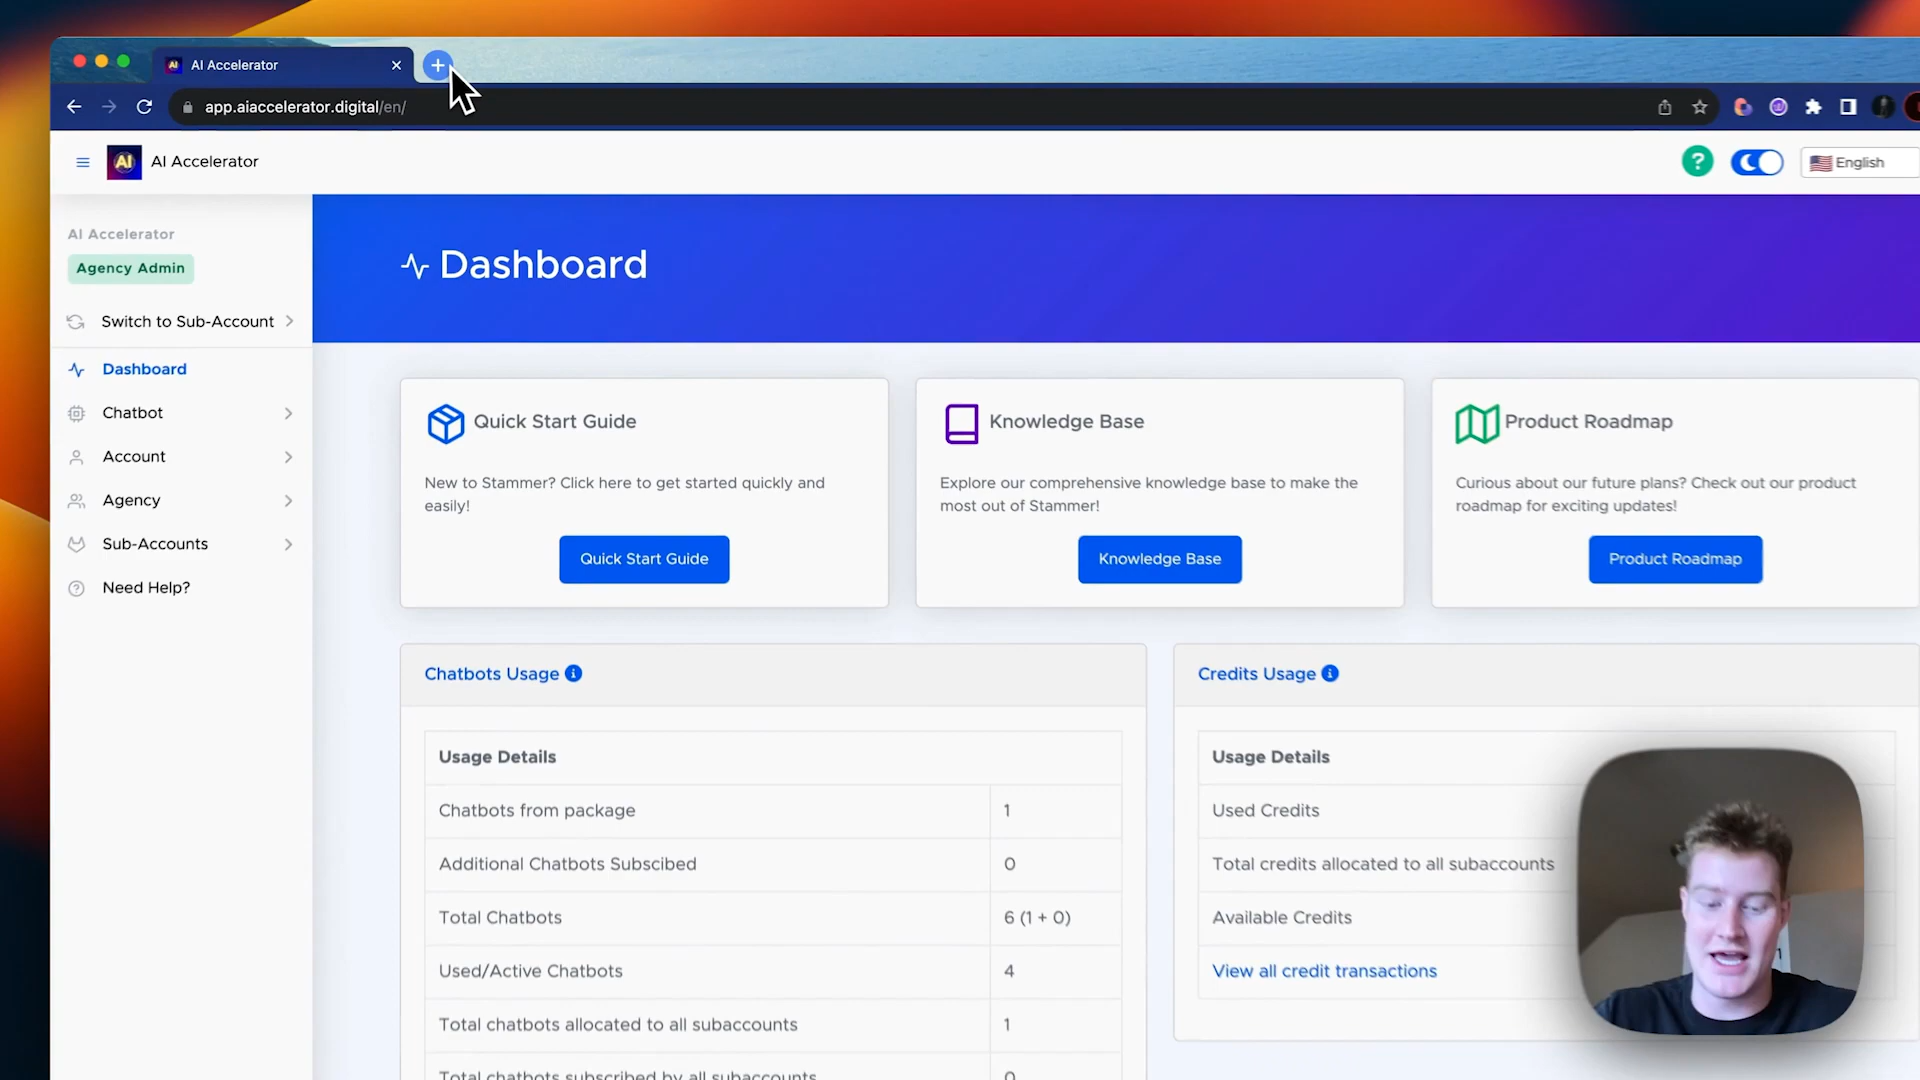 AI Accelerator
app.aiaccelerator.digital/en/
AI AI Accelerator
English
AI Accelerator
Agency Admin
Switch to Sub-Account
Dashboard
Chatbot
Account
Agency
Sub-Accounts
Need Help?
Dashboard
Quick Start Guide
New to Stammer? Click here to get started quickly and
easily!
Quick Start Guide
Knowledge Base
Explore our comprehensive knowledge base to make the
most out of Stammer!
Knowledge Base
Product Roadmap
Curious about our future plans? Check out our product
roadmap for exciting updates!
Product Roadmap
Chatbots Usage
Usage Details
Chatbots from package 1
Additional Chatbots Subscibed 0
Total Chatbots 6 (1 + 0)
Used/Active Chatbots 4
Total chatbots allocated to all subaccounts 1
Total chatbots subscribed by all subaccounts 0
Credits Usage
Usage Details
Used Credits
Total credits allocated to all subaccounts
Available Credits
View all credit transactions